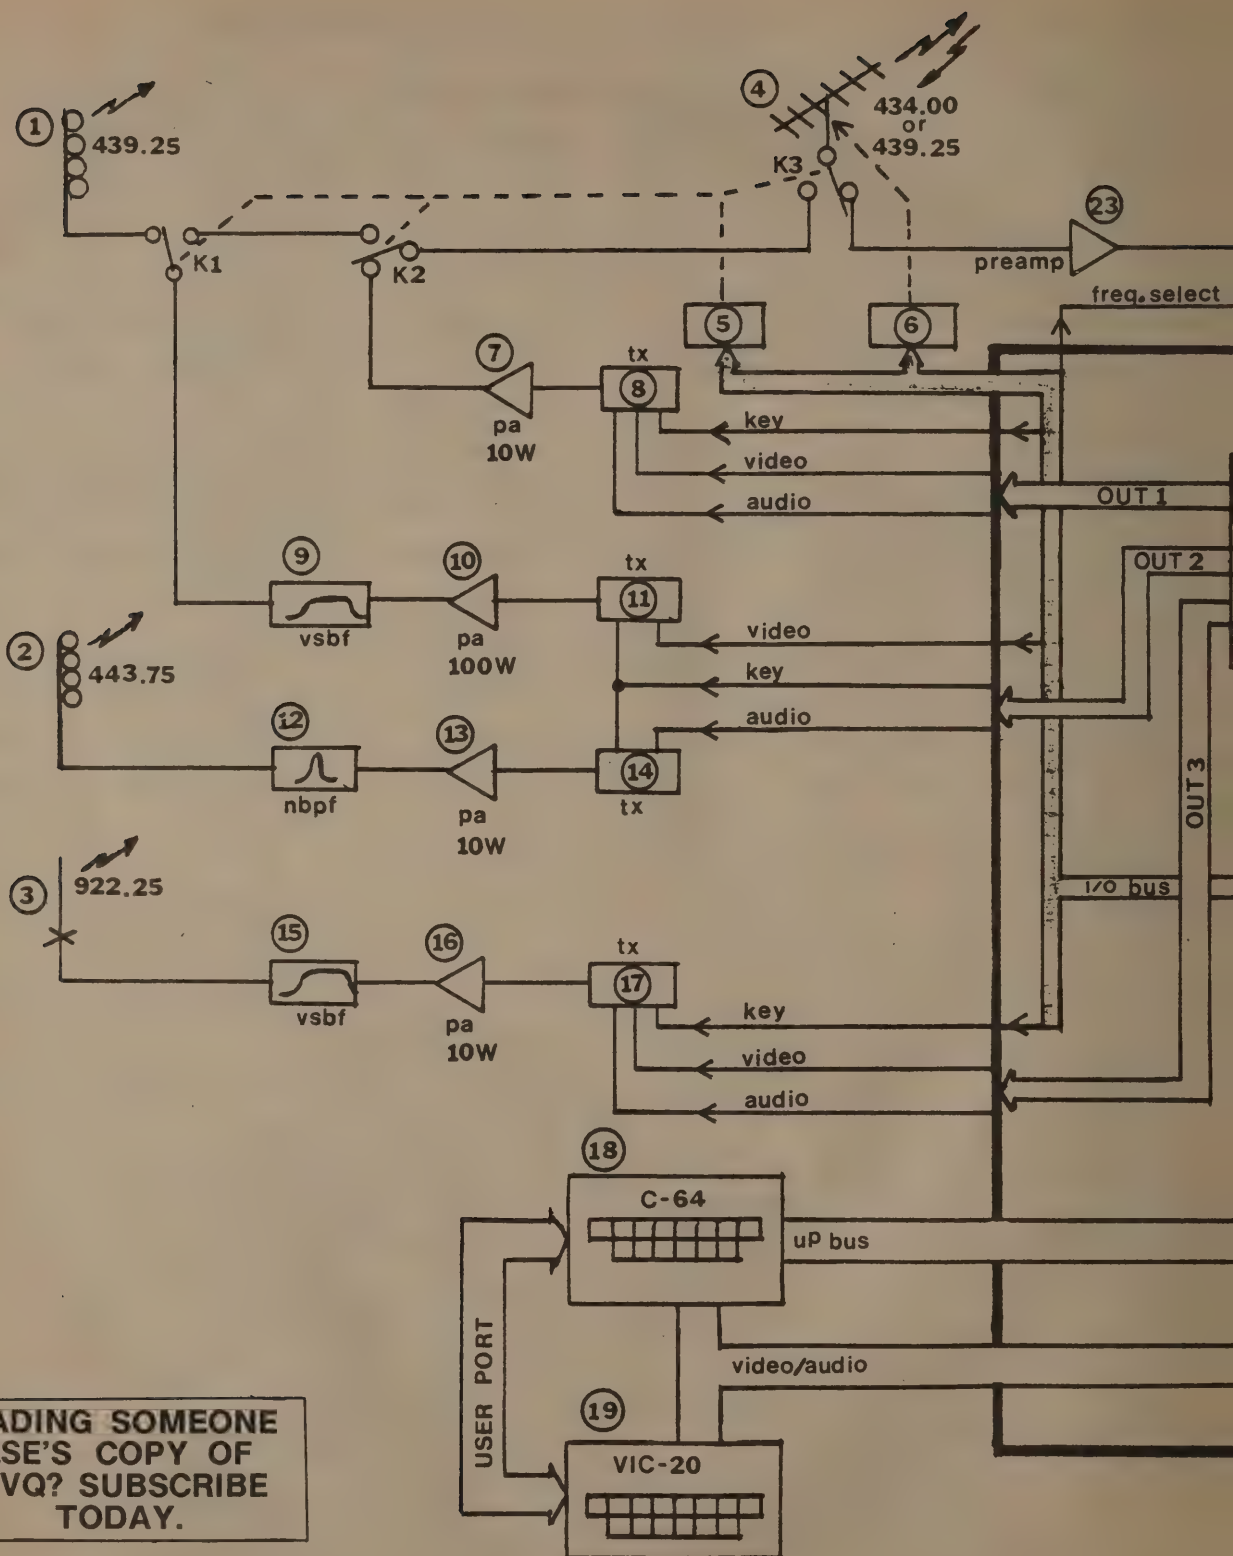 4
434.00
or
439.25
1
439.25
K3
23
K1
K2
preamp
freq.select
5
6
7
tx
8
pa
10W
key
video
audio
OUT 1
OUT 2
9
10
tx
11
vsbf
pa
100W
video
key
audio
2
443.75
12
13
14
nbpf
pa
10W
tx
OUT 3
3
922.25
I/O bus
15
16
tx
17
vsbf
pa
10W
key
video
audio
18
C-64
up bus
USER PORT
video/audio
19
VIC-20
ADING SOMEONE
SE'S COPY OF
VQ? SUBSCRIBE
TODAY.